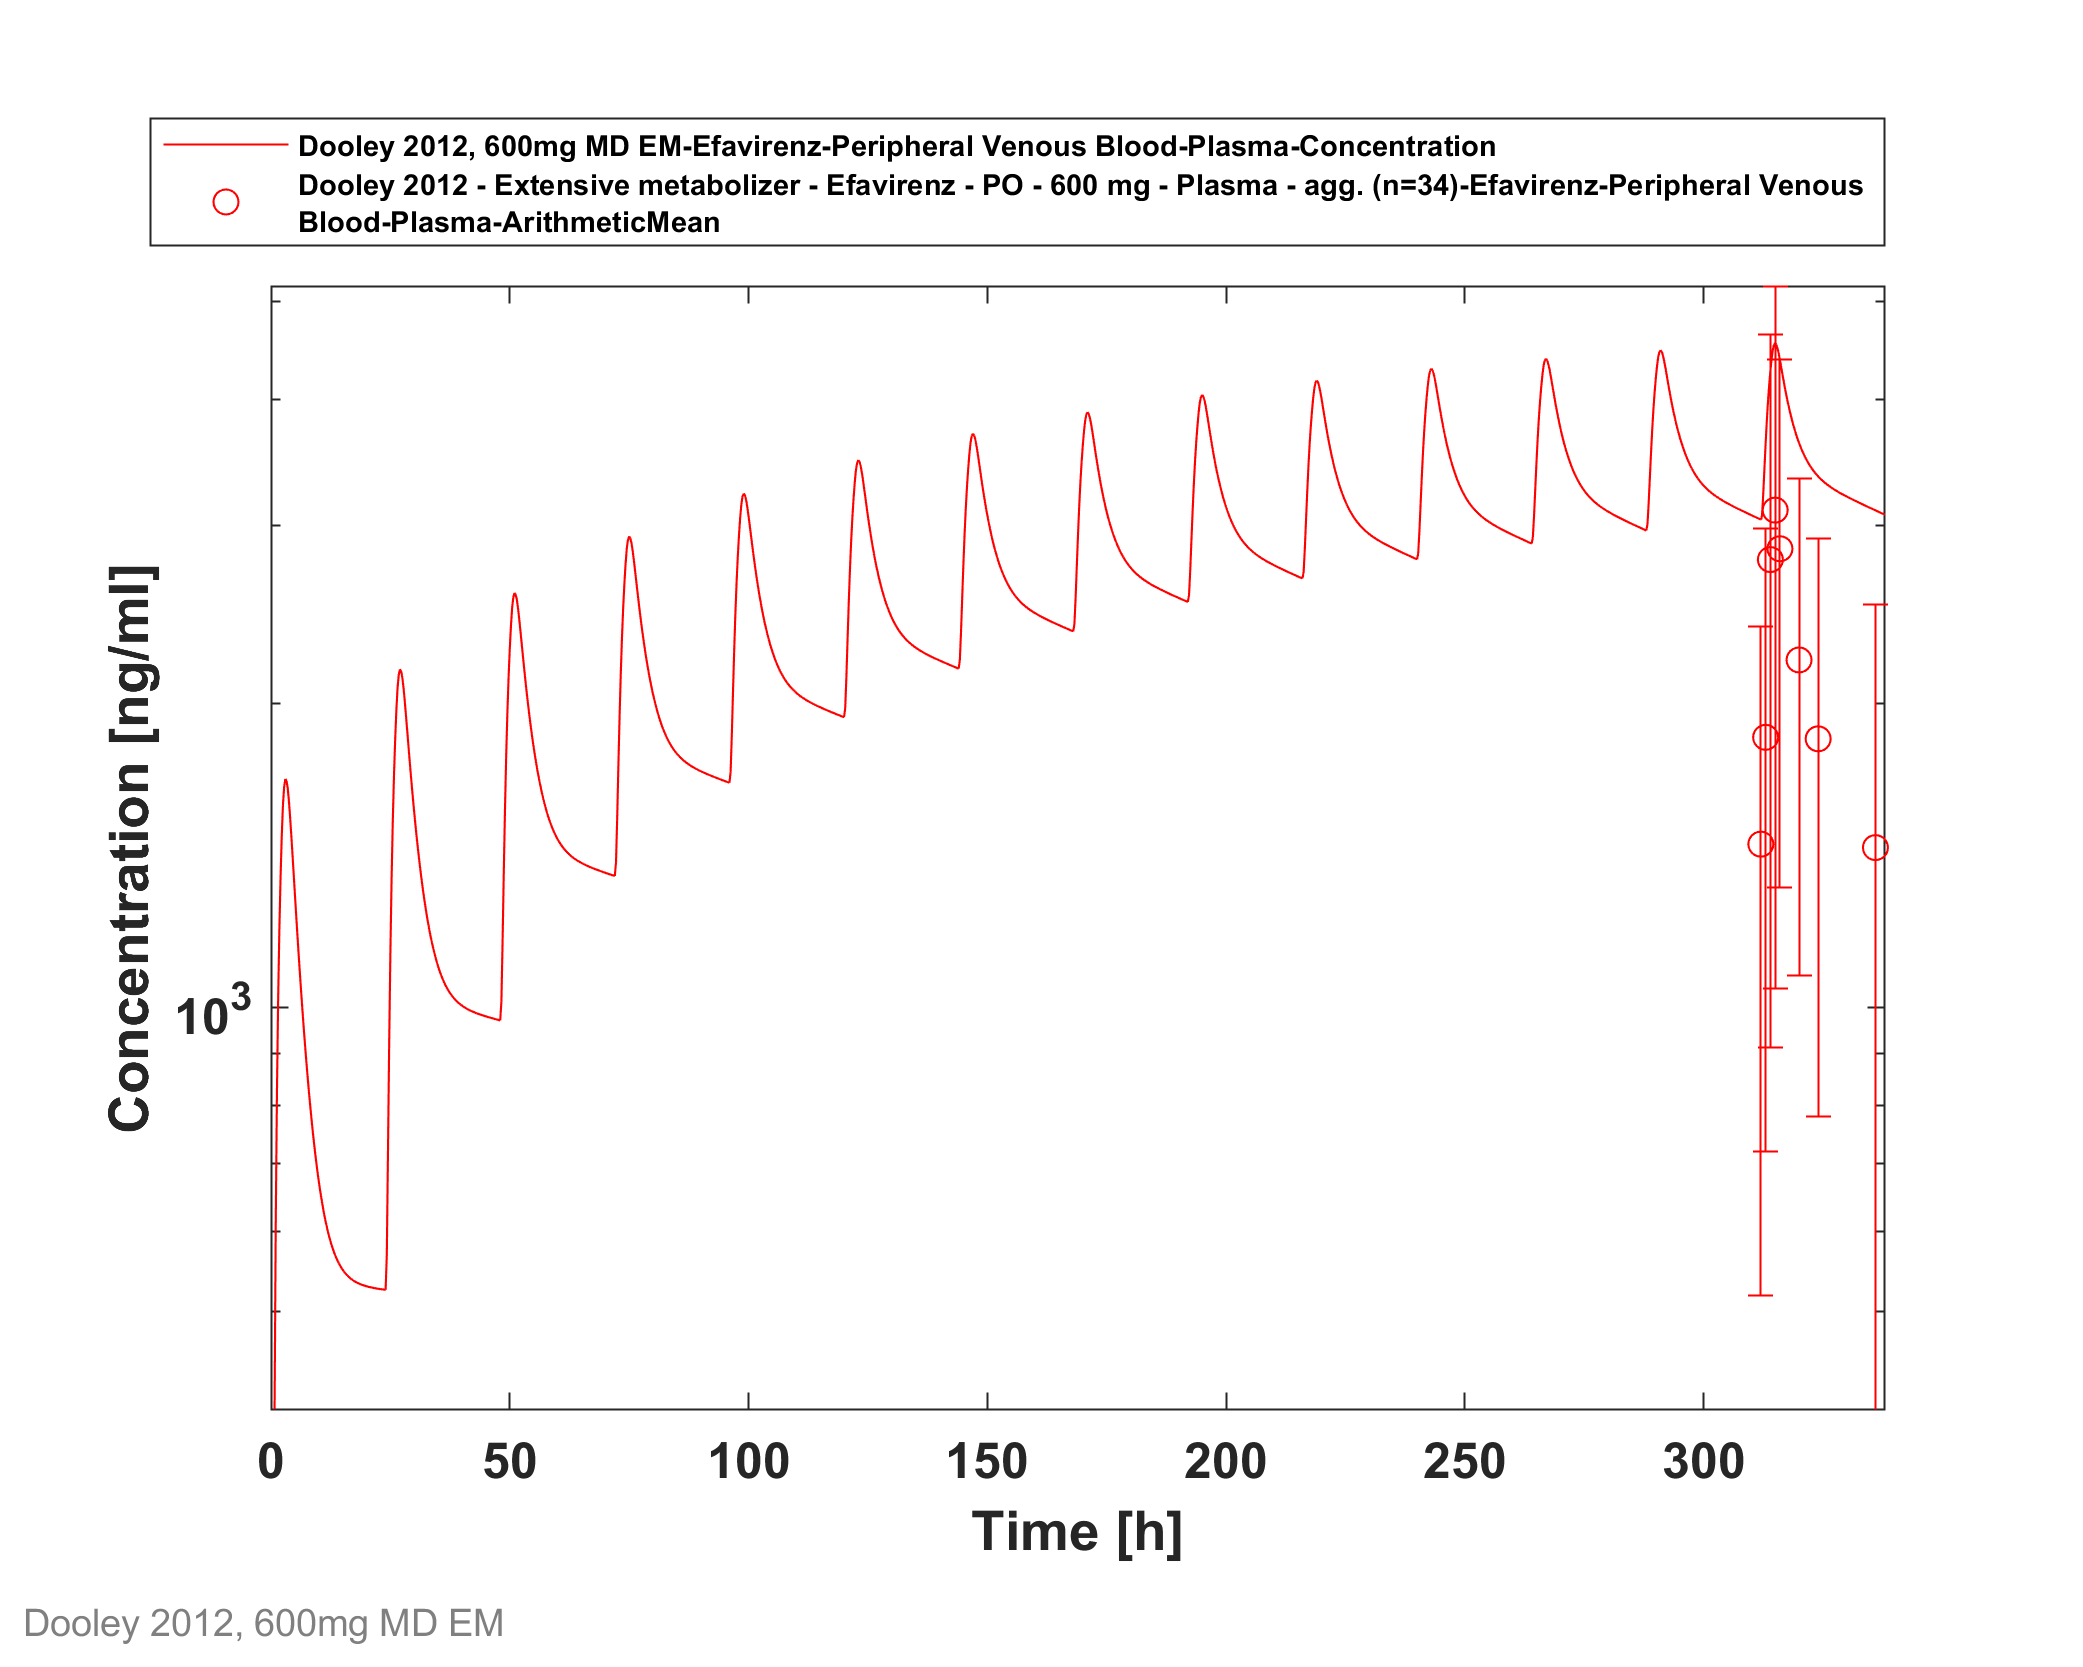 Dooley 2012, 600mg MD EM-Efavirenz-Peripheral Venous Blood-Plasma-Concentration
Dooley 2012 - Extensive metabolizer - Efavirenz - PO - 600 mg - Plasma - agg. (n=34)-Efavirenz-Peripheral Venous
Blood-Plasma-ArithmeticMean
Concentration [ng/ml]
10³
0 50 100 150 200 250 300
Time [h]
Dooley 2012, 600mg MD EM